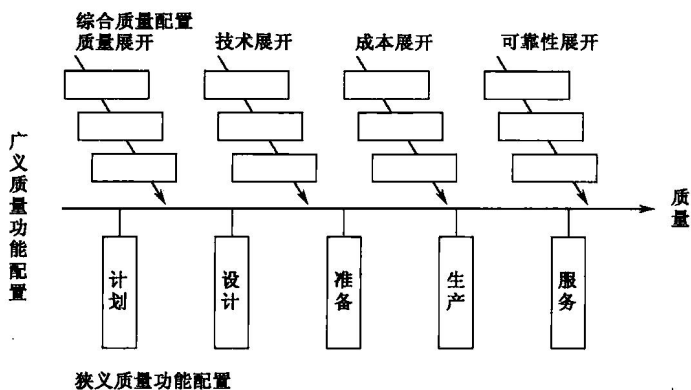 综合质量配置
质量展开
技术展开
成本展开
可靠性展开
广义质量功能配置
质量
计划
设计
准备
生产
服务
狭义质量功能配置